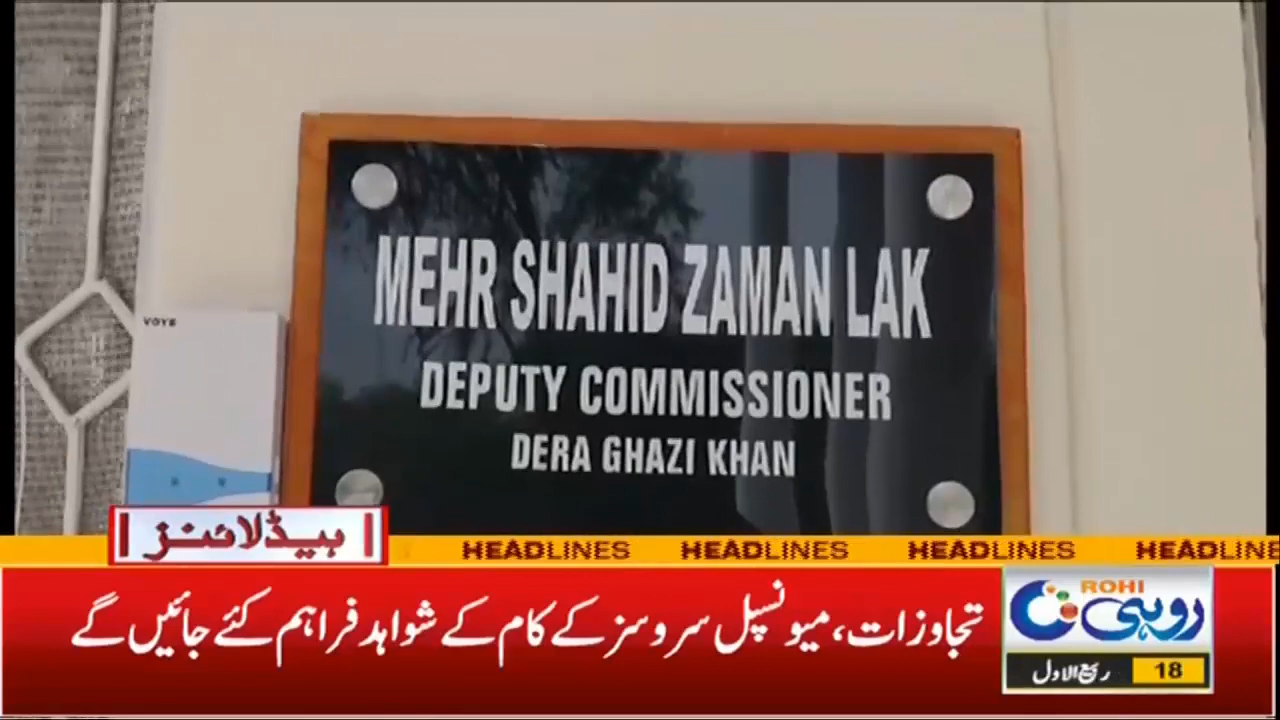 MEHR SHAHID ZAMAN LAK
DEPUTY COMMISSIONER
DERA GHAZI KHAN
VOYB
ہیڈلائنز
HEADLINES HEADLINES HEADLINES HEADLINE
تجاوزات، میونسپل سروسز کے کام کے شواہد فراہم کئے جائیں گے
ROHI
روہی
18 ربیع الاول